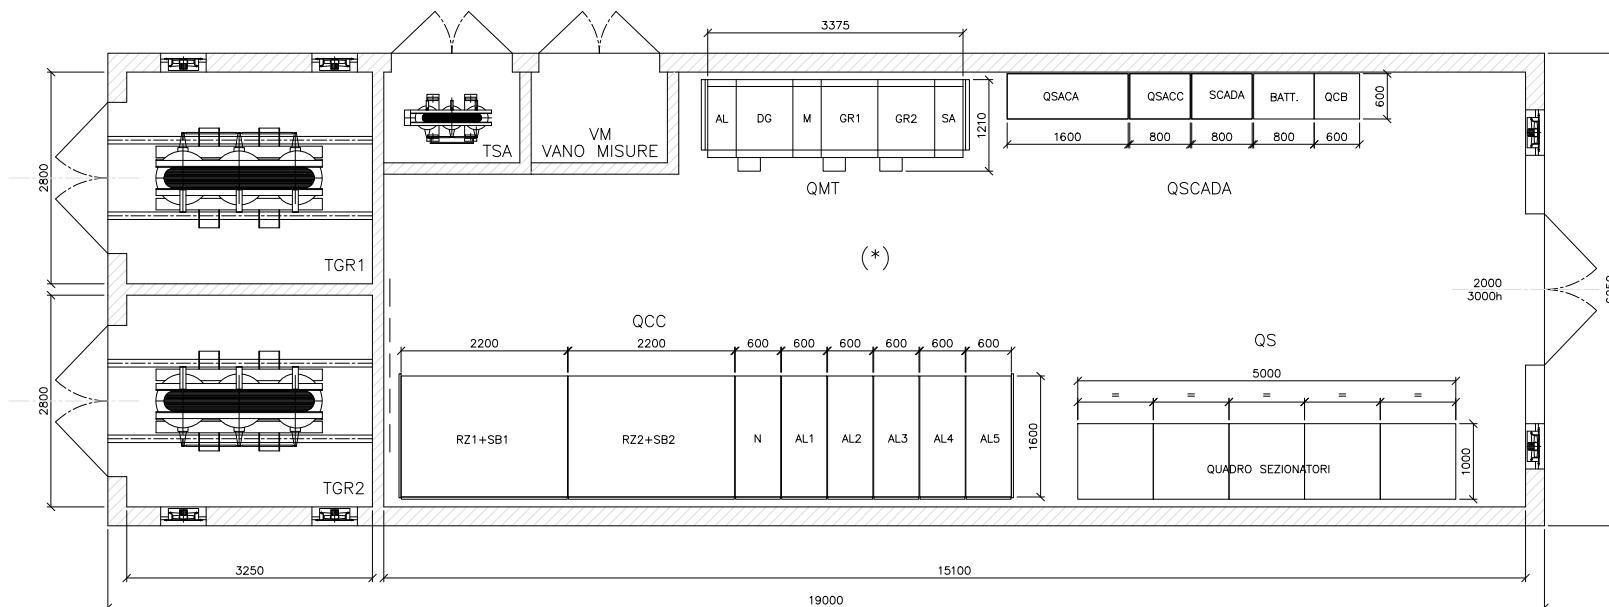 3375
QSACA
QSACC
SCADA
BATT.
QCB
600
1600
800
800
800
600
AL
DG
M
GR1
GR2
SA
1210
VM
VANO MISURE
TSA
QMT
QSCADA
2800
TGR1
(*)
2000
3000h
QCC
QS
2200
2200
600
600
600
600
600
600
5000
=
=
=
=
=
2800
RZ1+SB1
RZ2+SB2
N
AL1
AL2
AL3
AL4
AL5
1600
QUADRO SEZIONATORI
1000
TGR2
3250
15100
19000